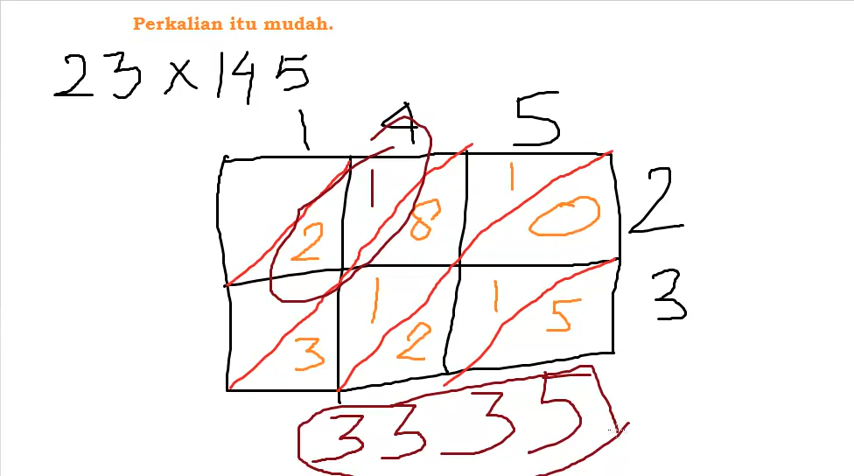 Perkalian itu mudah.
23 x 145
1 4 5
1 1
2 8 0 2
1 1
3 2 5 3
3335